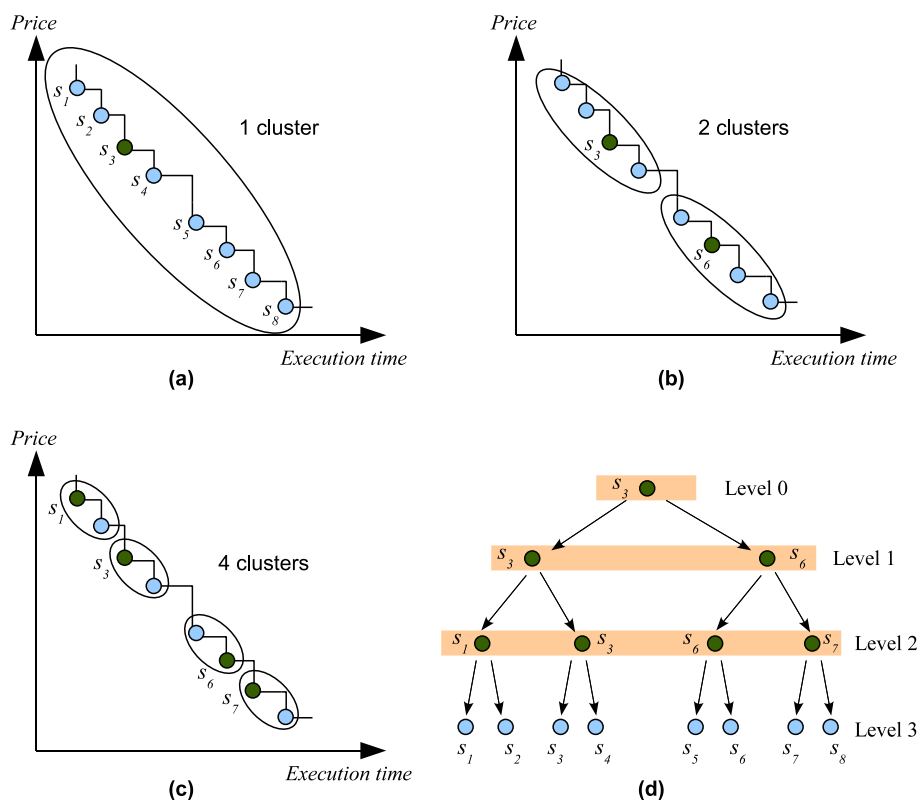 Price
s1
s2
s3
s4
s5
s6
s7
s8
1 cluster
Execution time
(a)
Price
s3
s6
2 clusters
Execution time
(b)
Price
s1
s3
s6
s7
4 clusters
Execution time
(c)
s3 Level 0
s3 s6 Level 1
s1 s3 s6 s7 Level 2
Level 3
s1 s2 s3 s4 s5 s6 s7 s8
(d)